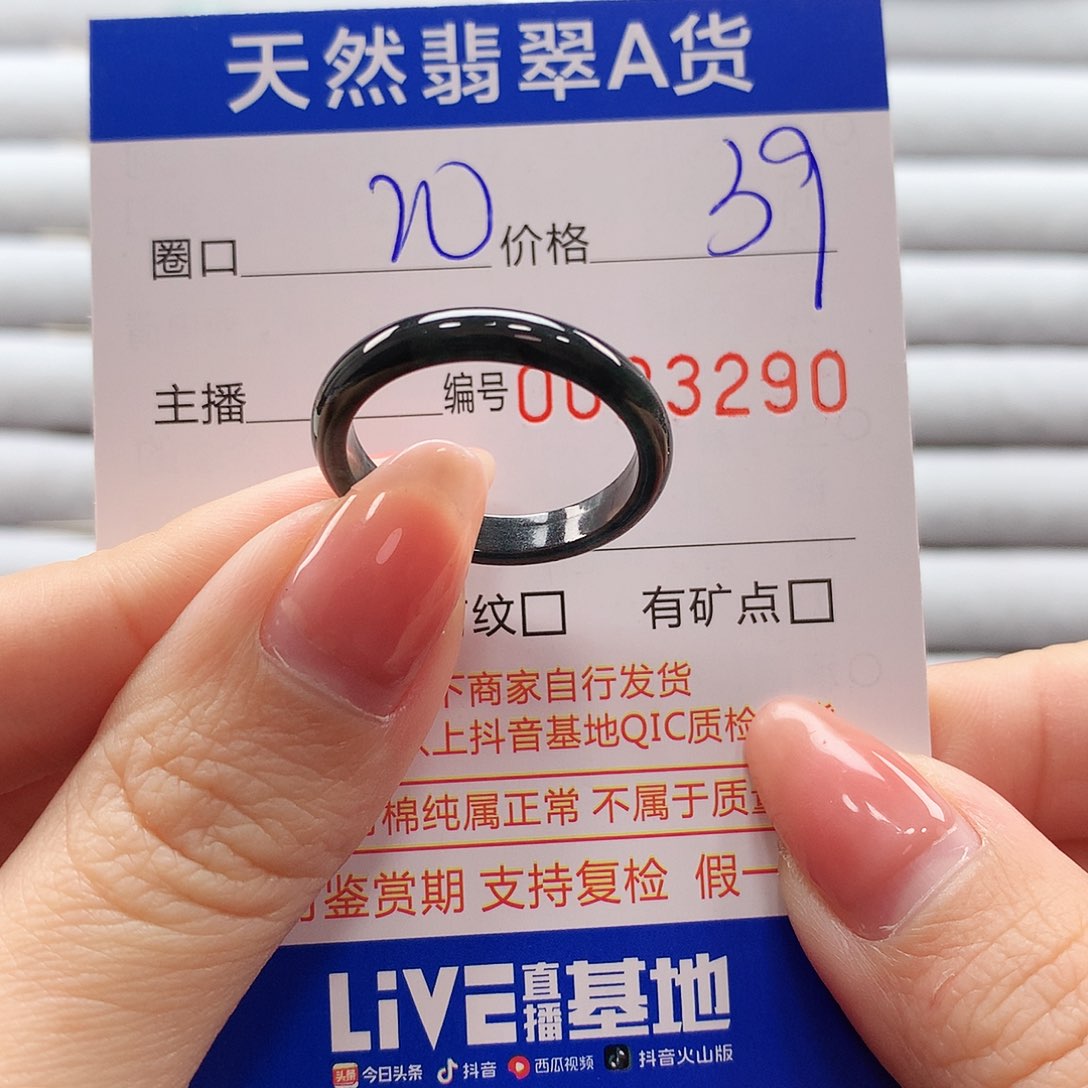 天然翡翠A货
圈口 20 价格 39
主播 编号 00 3290
纹□ 有矿点□
下商家自行发货
上抖音基地QIC质检
棉纯属正常 不属于质
鉴赏期 支持复检 假一
LiVE直播基地
头条 今日头条 抖音 西瓜视频 抖音火山版